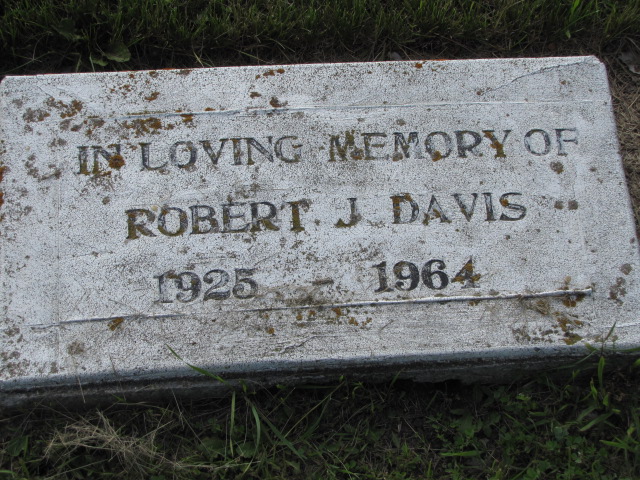 IN LOVING MEMORY OF
ROBERT J. DAVIS
1925 - 1964